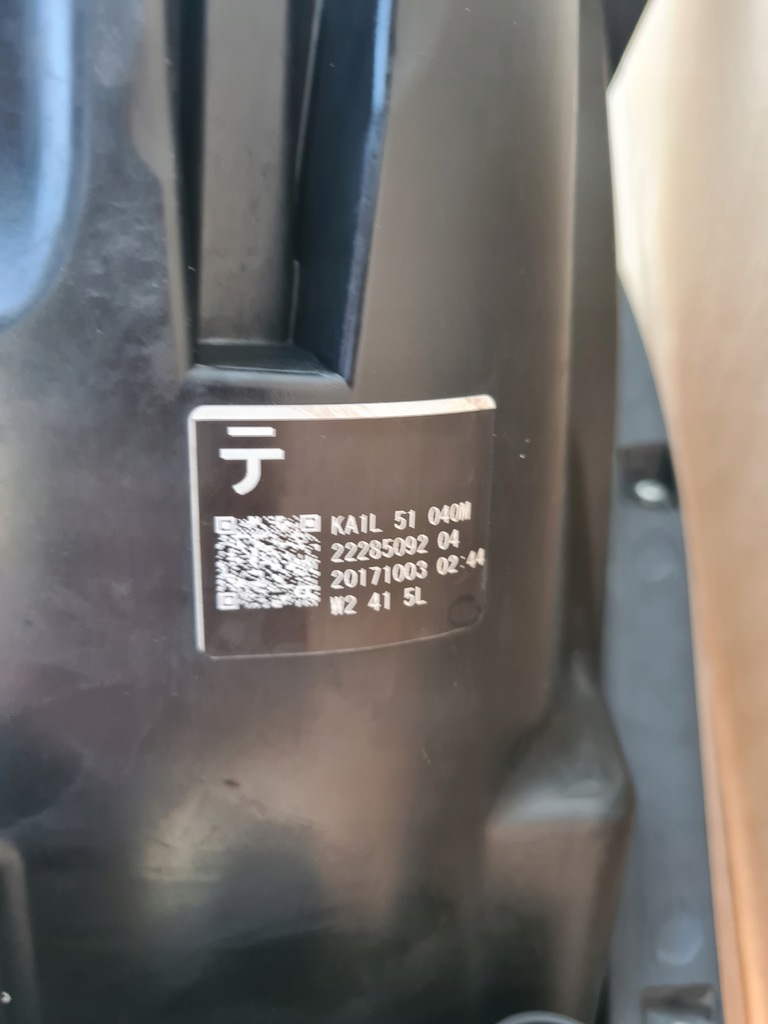 テ
KA1L 51 040M
22285092 04
20171003 02:44
W2 41 5L